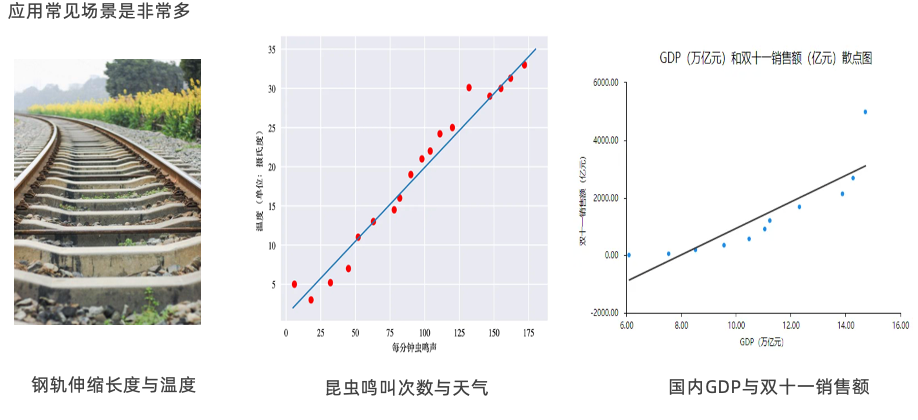 应用常见场景是非常多
35
30
25
20
15
10
5
0 25 50 75 100 125 150 175
温度（单位：摄氏度）
每分钟虫鸣声
GDP（万亿元）和双十一销售额（亿元）散点图
6000.00
4000.00
2000.00
0.00
-2000.00
6.00 8.00 10.00 12.00 14.00 16.00
双十一销售额（亿元）
GDP（万亿元）
钢轨伸缩长度与温度
昆虫鸣叫次数与天气
国内GDP与双十一销售额